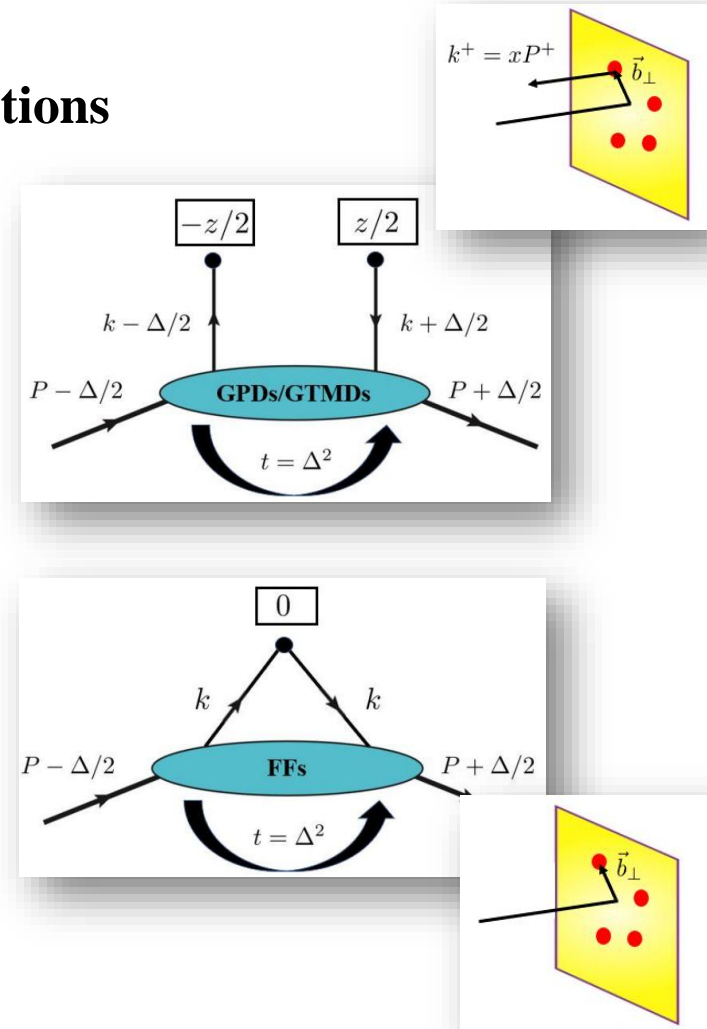 k⁺ = xP⁺
b⃗⊥
tions
−z/2
z/2
k − Δ/2
k + Δ/2
P − Δ/2
GPDs/GTMDs
P + Δ/2
t = Δ²
0
k
k
P − Δ/2
FFs
P + Δ/2
t = Δ²
b⃗⊥